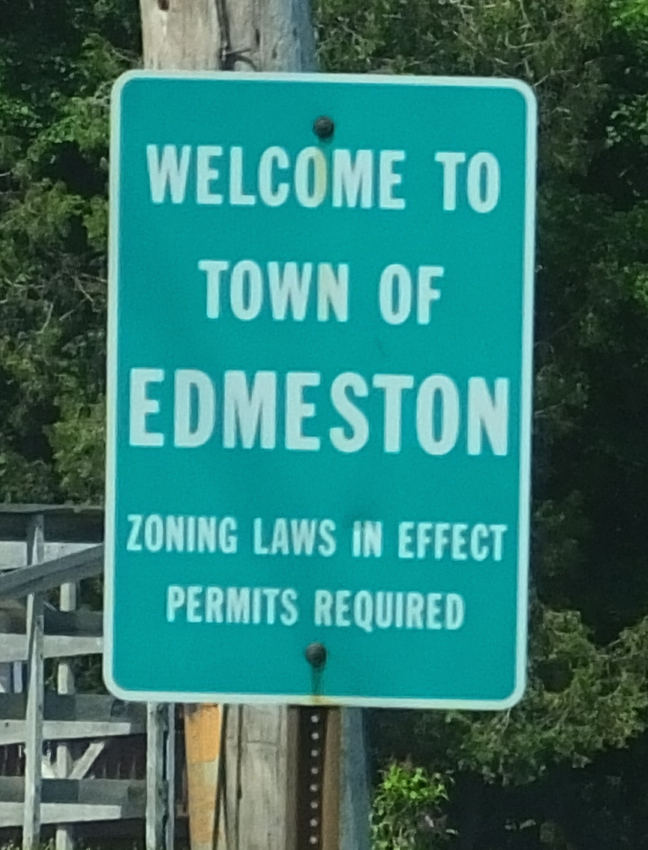 WELCOME TO
TOWN OF
EDMESTON
ZONING LAWS IN EFFECT
PERMITS REQUIRED